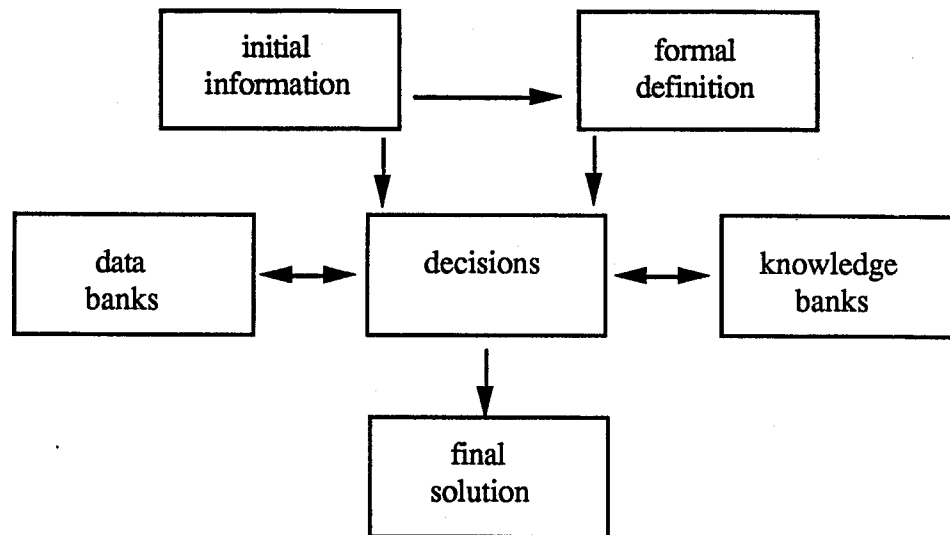 initial
information
formal
definition
data
banks
decisions
knowledge
banks
final
solution